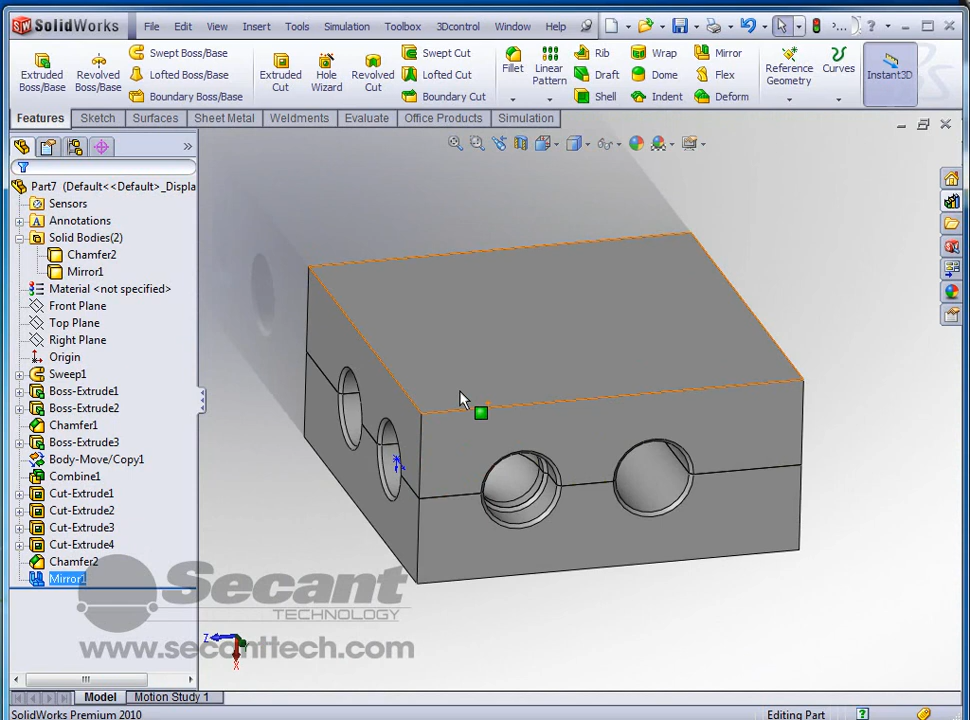 SolidWorks File Edit View Insert Tools Simulation Toolbox 3Dcontrol Window Help
Extruded Boss/Base
Revolved Boss/Base
Swept Boss/Base
Lofted Boss/Base
Boundary Boss/Base
Extruded Cut
Hole Wizard
Revolved Cut
Swept Cut
Lofted Cut
Boundary Cut
Fillet
Linear Pattern
Rib
Draft
Shell
Wrap
Dome
Indent
Mirror
Flex
Deform
Reference Geometry
Curves
Instant3D
Features Sketch Surfaces Sheet Metal Weldments Evaluate Office Products Simulation
Part7 (Default<<Default>_Displa
Sensors
Annotations
Solid Bodies(2)
Chamfer2
Mirror1
Material <not specified>
Front Plane
Top Plane
Right Plane
Origin
Sweep1
Boss-Extrude1
Boss-Extrude2
Chamfer1
Boss-Extrude3
Body-Move/Copy1
Combine1
Cut-Extrude1
Cut-Extrude2
Cut-Extrude3
Cut-Extrude4
Chamfer2
Mirror1
Secant
TECHNOLOGY
www.secanttech.com
Z
X
Model Motion Study 1
SolidWorks Premium 2010 Editing Part